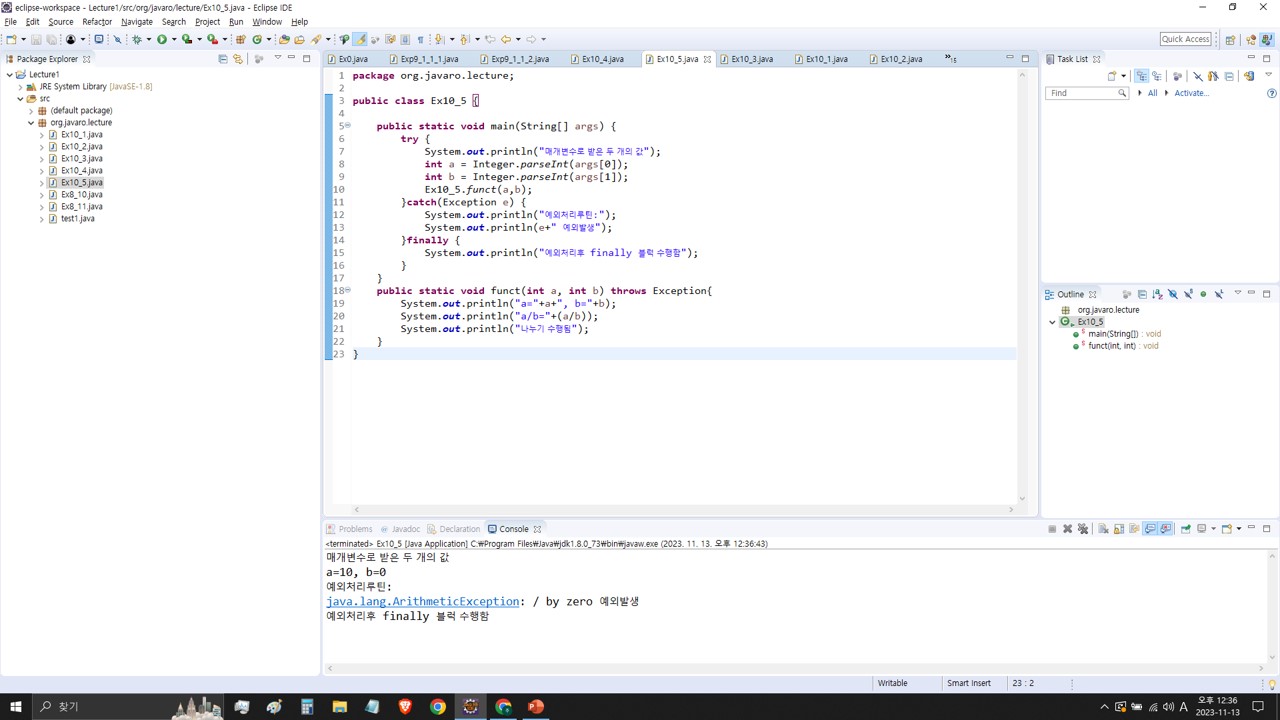 eclipse-workspace - Lecture1/src/org/javaro/lecture/Ex10_5.java - Eclipse IDE
File Edit Source Refactor Navigate Search Project Run Window Help
Quick Access
Package Explorer
Lecture1
JRE System Library [JavaSE-1.8]
src
(default package)
org.javaro.lecture
Ex10_1.java
Ex10_2.java
Ex10_3.java
Ex10_4.java
Ex10_5.java
Ex8_10.java
Ex8_11.java
test1.java
Ex0.java Exp9_1_1_1.java Exp9_1_1_2.java Ex10_4.java Ex10_5.java Ex10_3.java Ex10_1.java Ex10_2.java »15
1 package org.javaro.lecture;
2
3 public class Ex10_5 {
4
5 public static void main(String[] args) {
6 try {
7 System.out.println("매개변수로 받은 두 개의 값");
8 int a = Integer.parseInt(args[0]);
9 int b = Integer.parseInt(args[1]);
10 Ex10_5.funct(a,b);
11 }catch(Exception e) {
12 System.out.println("예외처리루틴:");
13 System.out.println(e+" 예외발생");
14 }finally {
15 System.out.println("예외처리후 finally 블럭 수행함");
16 }
17 }
18 public static void funct(int a, int b) throws Exception{
19 System.out.println("a="+a+", b="+b);
20 System.out.println("a/b="+(a/b));
21 System.out.println("나누기 수행됨");
22 }
23 }
Task List
Find All Activate...
Outline
org.javaro.lecture
Ex10_5
main(String[]) : void
funct(int, int) : void
Problems Javadoc Declaration Console
<terminated> Ex10_5 [Java Application] C:₩Program Files₩Java₩jdk1.8.0_73₩bin₩javaw.exe (2023. 11. 13. 오후 12:36:43)
매개변수로 받은 두 개의 값
a=10, b=0
예외처리루틴:
java.lang.ArithmeticException: / by zero 예외발생
예외처리후 finally 블럭 수행함
Writable Smart Insert 23 : 2
찾기
A
오후 12:36
2023-11-13